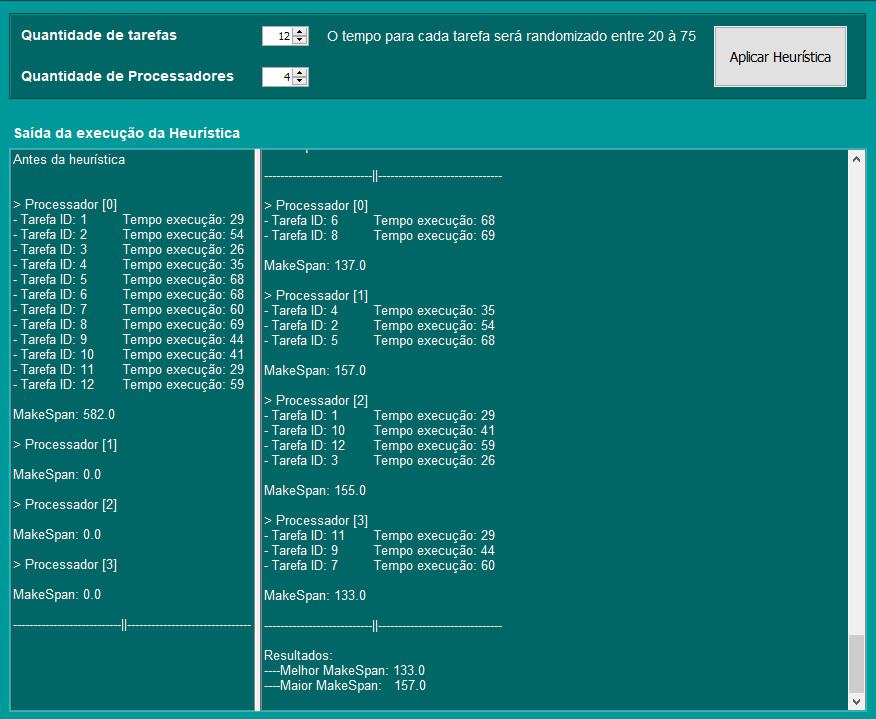 Quantidade de tarefas 12 O tempo para cada tarefa será randomizado entre 20 à 75
Quantidade de Processadores 4
Aplicar Heurística
Saída da execução da Heurística
Antes da heurística
> Processador [0]
- Tarefa ID: 1 Tempo execução: 29
- Tarefa ID: 2 Tempo execução: 54
- Tarefa ID: 3 Tempo execução: 26
- Tarefa ID: 4 Tempo execução: 35
- Tarefa ID: 5 Tempo execução: 68
- Tarefa ID: 6 Tempo execução: 68
- Tarefa ID: 7 Tempo execução: 60
- Tarefa ID: 8 Tempo execução: 69
- Tarefa ID: 9 Tempo execução: 44
- Tarefa ID: 10 Tempo execução: 41
- Tarefa ID: 11 Tempo execução: 29
- Tarefa ID: 12 Tempo execução: 59
MakeSpan: 582.0
> Processador [1]
MakeSpan: 0.0
> Processador [2]
MakeSpan: 0.0
> Processador [3]
MakeSpan: 0.0
---------------------------||-------------------------------
---------------------------||-------------------------------
> Processador [0]
- Tarefa ID: 6 Tempo execução: 68
- Tarefa ID: 8 Tempo execução: 69
MakeSpan: 137.0
> Processador [1]
- Tarefa ID: 4 Tempo execução: 35
- Tarefa ID: 2 Tempo execução: 54
- Tarefa ID: 5 Tempo execução: 68
MakeSpan: 157.0
> Processador [2]
- Tarefa ID: 1 Tempo execução: 29
- Tarefa ID: 10 Tempo execução: 41
- Tarefa ID: 12 Tempo execução: 59
- Tarefa ID: 3 Tempo execução: 26
MakeSpan: 155.0
> Processador [3]
- Tarefa ID: 11 Tempo execução: 29
- Tarefa ID: 9 Tempo execução: 44
- Tarefa ID: 7 Tempo execução: 60
MakeSpan: 133.0
---------------------------||-------------------------------
Resultados:
----Melhor MakeSpan: 133.0
----Maior MakeSpan: 157.0